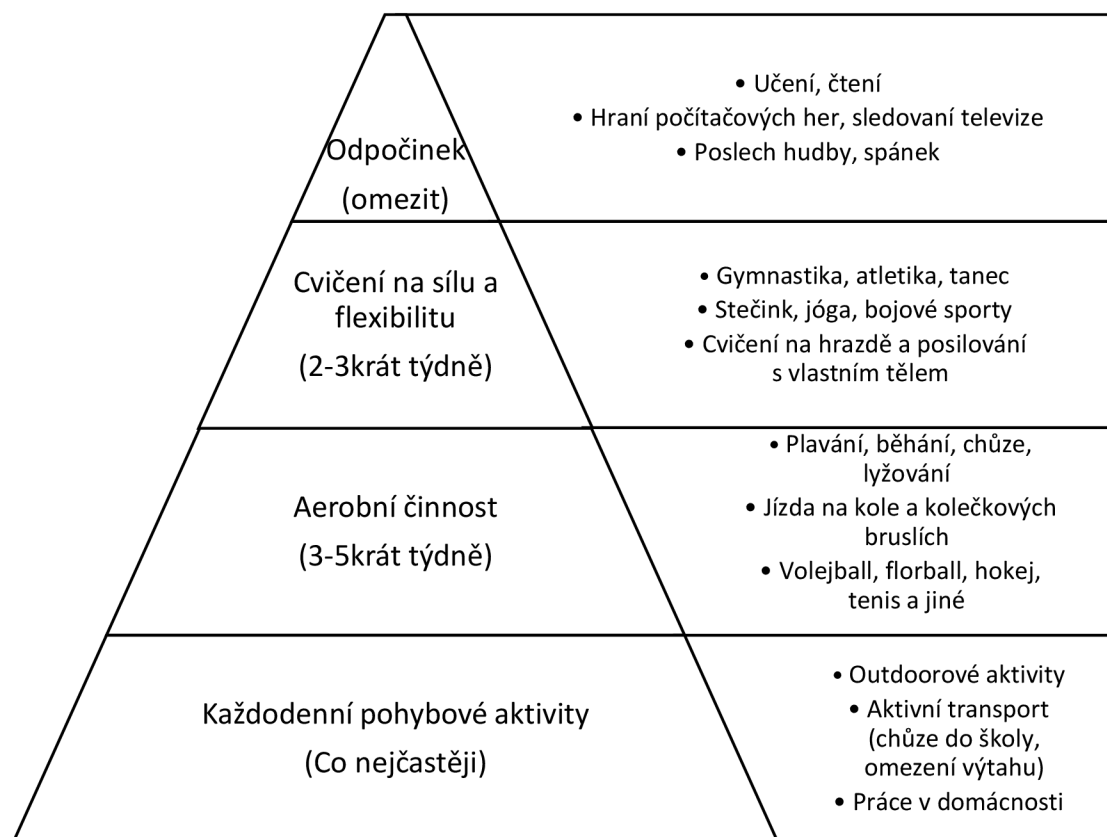 Odpočinek
(omezit)
• Učení, čtení
• Hraní počítačových her, sledovaní televize
• Poslech hudby, spánek
Cvičení na sílu a
flexibilitu
(2-3krát týdně)
• Gymnastika, atletika, tanec
• Stečink, jóga, bojové sporty
• Cvičení na hrazdě a posilování
s vlastním tělem
Aerobní činnost
(3-5krát týdně)
• Plavání, běhání, chůze,
lyžování
• Jízda na kole a kolečkových
bruslích
• Volejball, florball, hokej,
tenis a jiné
Každodenní pohybové aktivity
(Co nejčastěji)
• Outdoorové aktivity
• Aktivní transport
(chůze do školy,
omezení výtahu)
• Práce v domácnosti